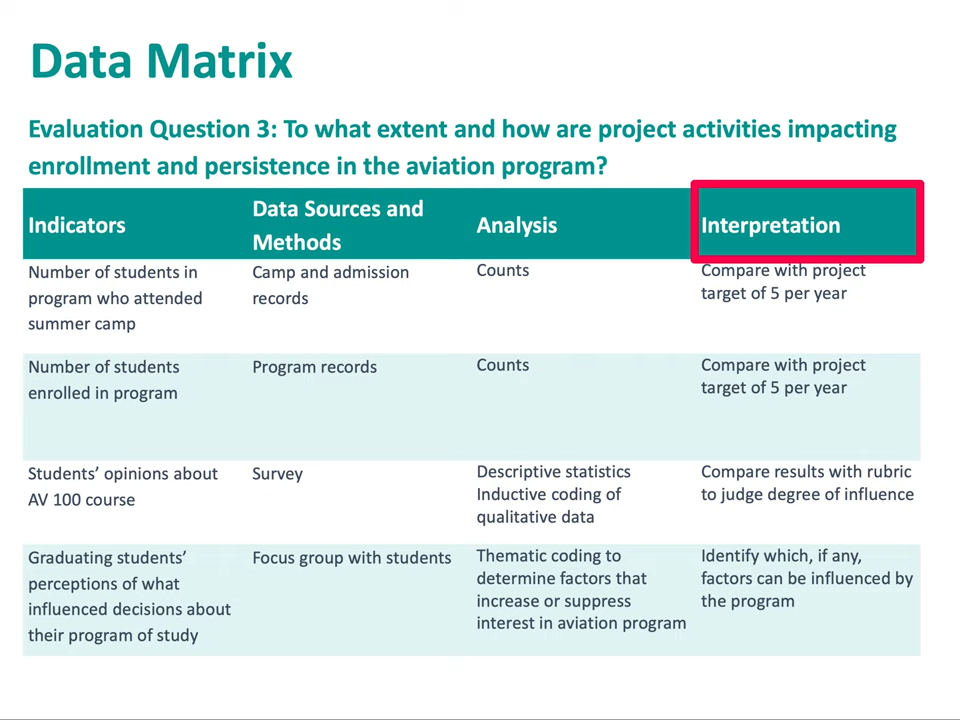 Data Matrix
Evaluation Question 3: To what extent and how are project activities impacting
enrollment and persistence in the aviation program?
Indicators
Data Sources and
Methods
Analysis
Interpretation
Number of students in
program who attended
summer camp
Camp and admission
records
Counts
Compare with project
target of 5 per year
Number of students
enrolled in program
Program records
Counts
Compare with project
target of 5 per year
Students’ opinions about
AV 100 course
Survey
Descriptive statistics
Inductive coding of
qualitative data
Compare results with rubric
to judge degree of influence
Graduating students’
perceptions of what
influenced decisions about
their program of study
Focus group with students
Thematic coding to
determine factors that
increase or suppress
interest in aviation program
Identify which, if any,
factors can be influenced by
the program